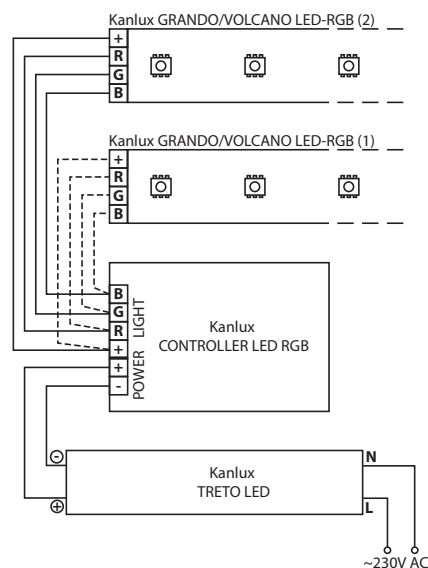 Kanlux GRANDO/VOLCANO LED-RGB (2)
+
R
G
B
Kanlux GRANDO/VOLCANO LED-RGB (1)
+
R
G
B
B
G
R
+
+
-
LIGHT
POWER
Kanlux
CONTROLLER LED RGB
-
+
Kanlux
TRETO LED
N
L
~230V AC